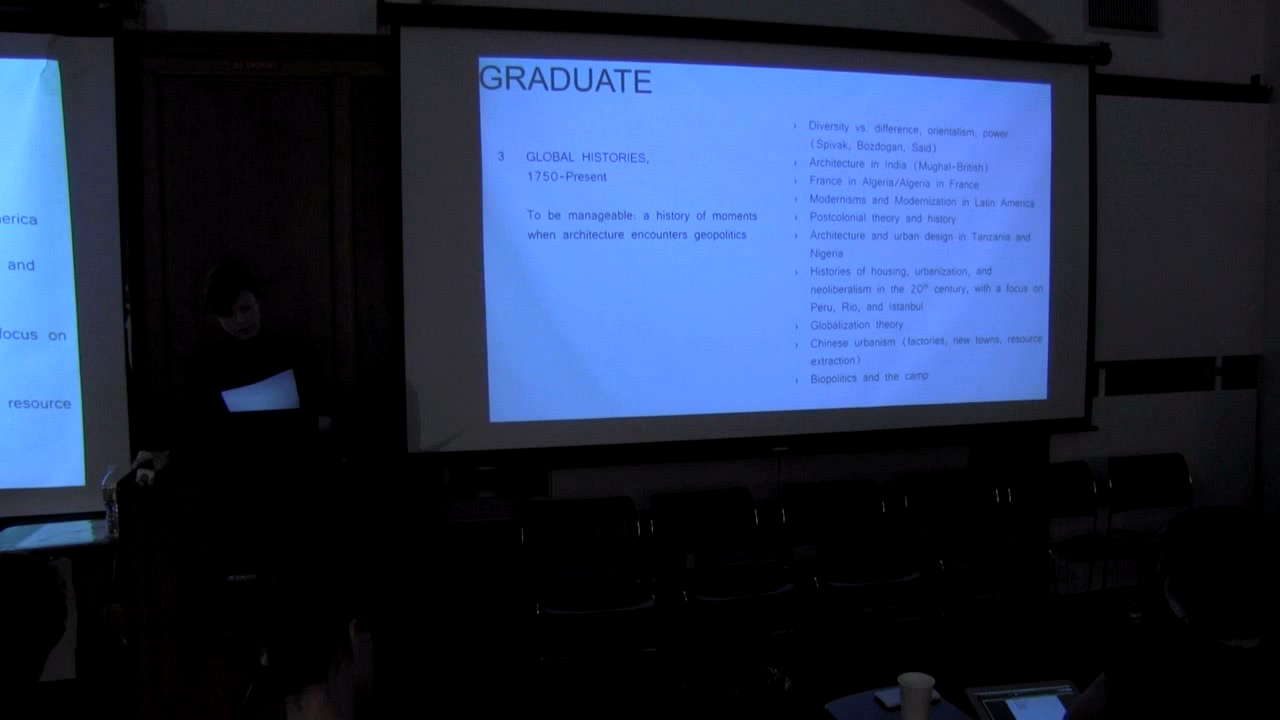 erica
and
focus on
resource
NO SMOKING
GRADUATE
3 GLOBAL HISTORIES,
1750-Present
To be manageable: a history of moments
when architecture encounters geopolitics
› Diversity vs. difference, orientalism, power
(Spivak, Bozdogan, Said)
› Architecture in India (Mughal-British)
› France in Algeria/Algeria in France
› Modernisms and Modernization in Latin America
› Postcolonial theory and history
› Architecture and urban design in Tanzania and
Nigeria
› Histories of housing, urbanization, and
neoliberalism in the 20th century, with a focus on
Peru, Rio, and Istanbul
› Globalization theory
› Chinese urbanism (factories, new towns, resource
extraction)
› Biopolitics and the camp